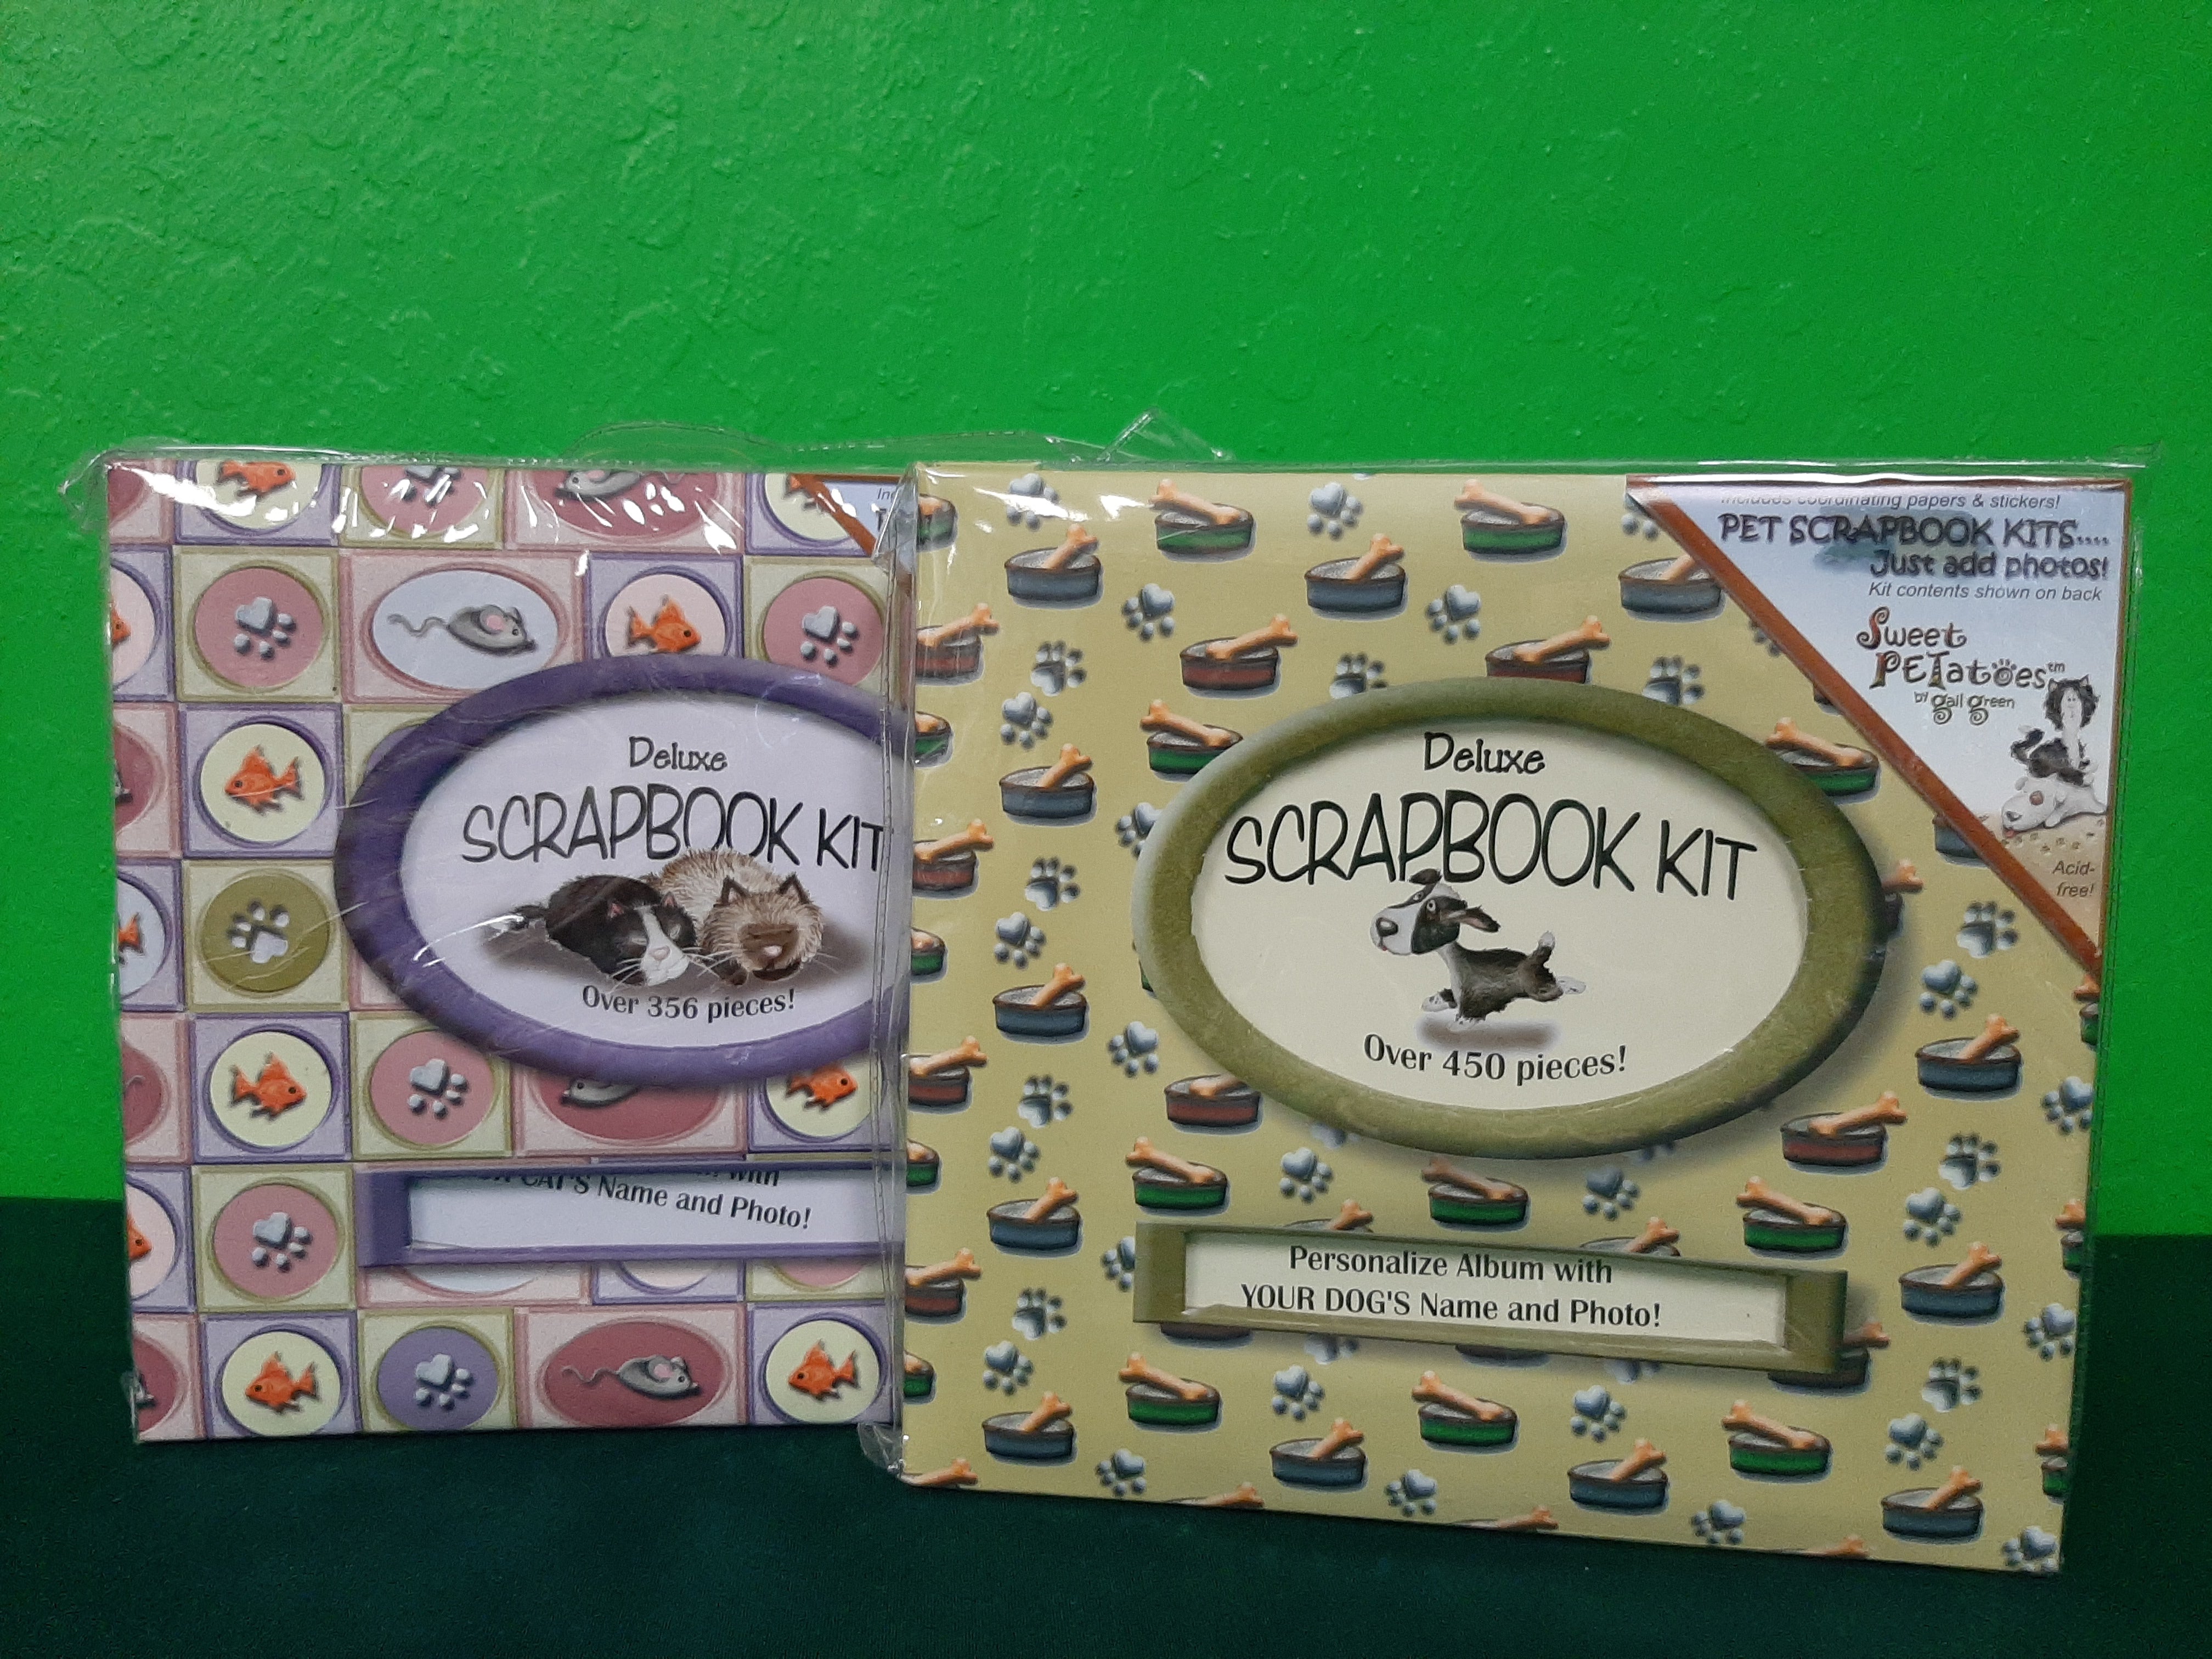 Deluxe
SCRAPBOOK KIT
Over 356 pieces!
CAT'S Name and Photo!
includes coordinating papers & stickers!
PET SCRAPBOOK KITS....
Just add photos!
Kit contents shown on back
Sweet
PETatoes™
by gail green
Acid-
free!
Deluxe
SCRAPBOOK KIT
Over 450 pieces!
Personalize Album with
YOUR DOG'S Name and Photo!